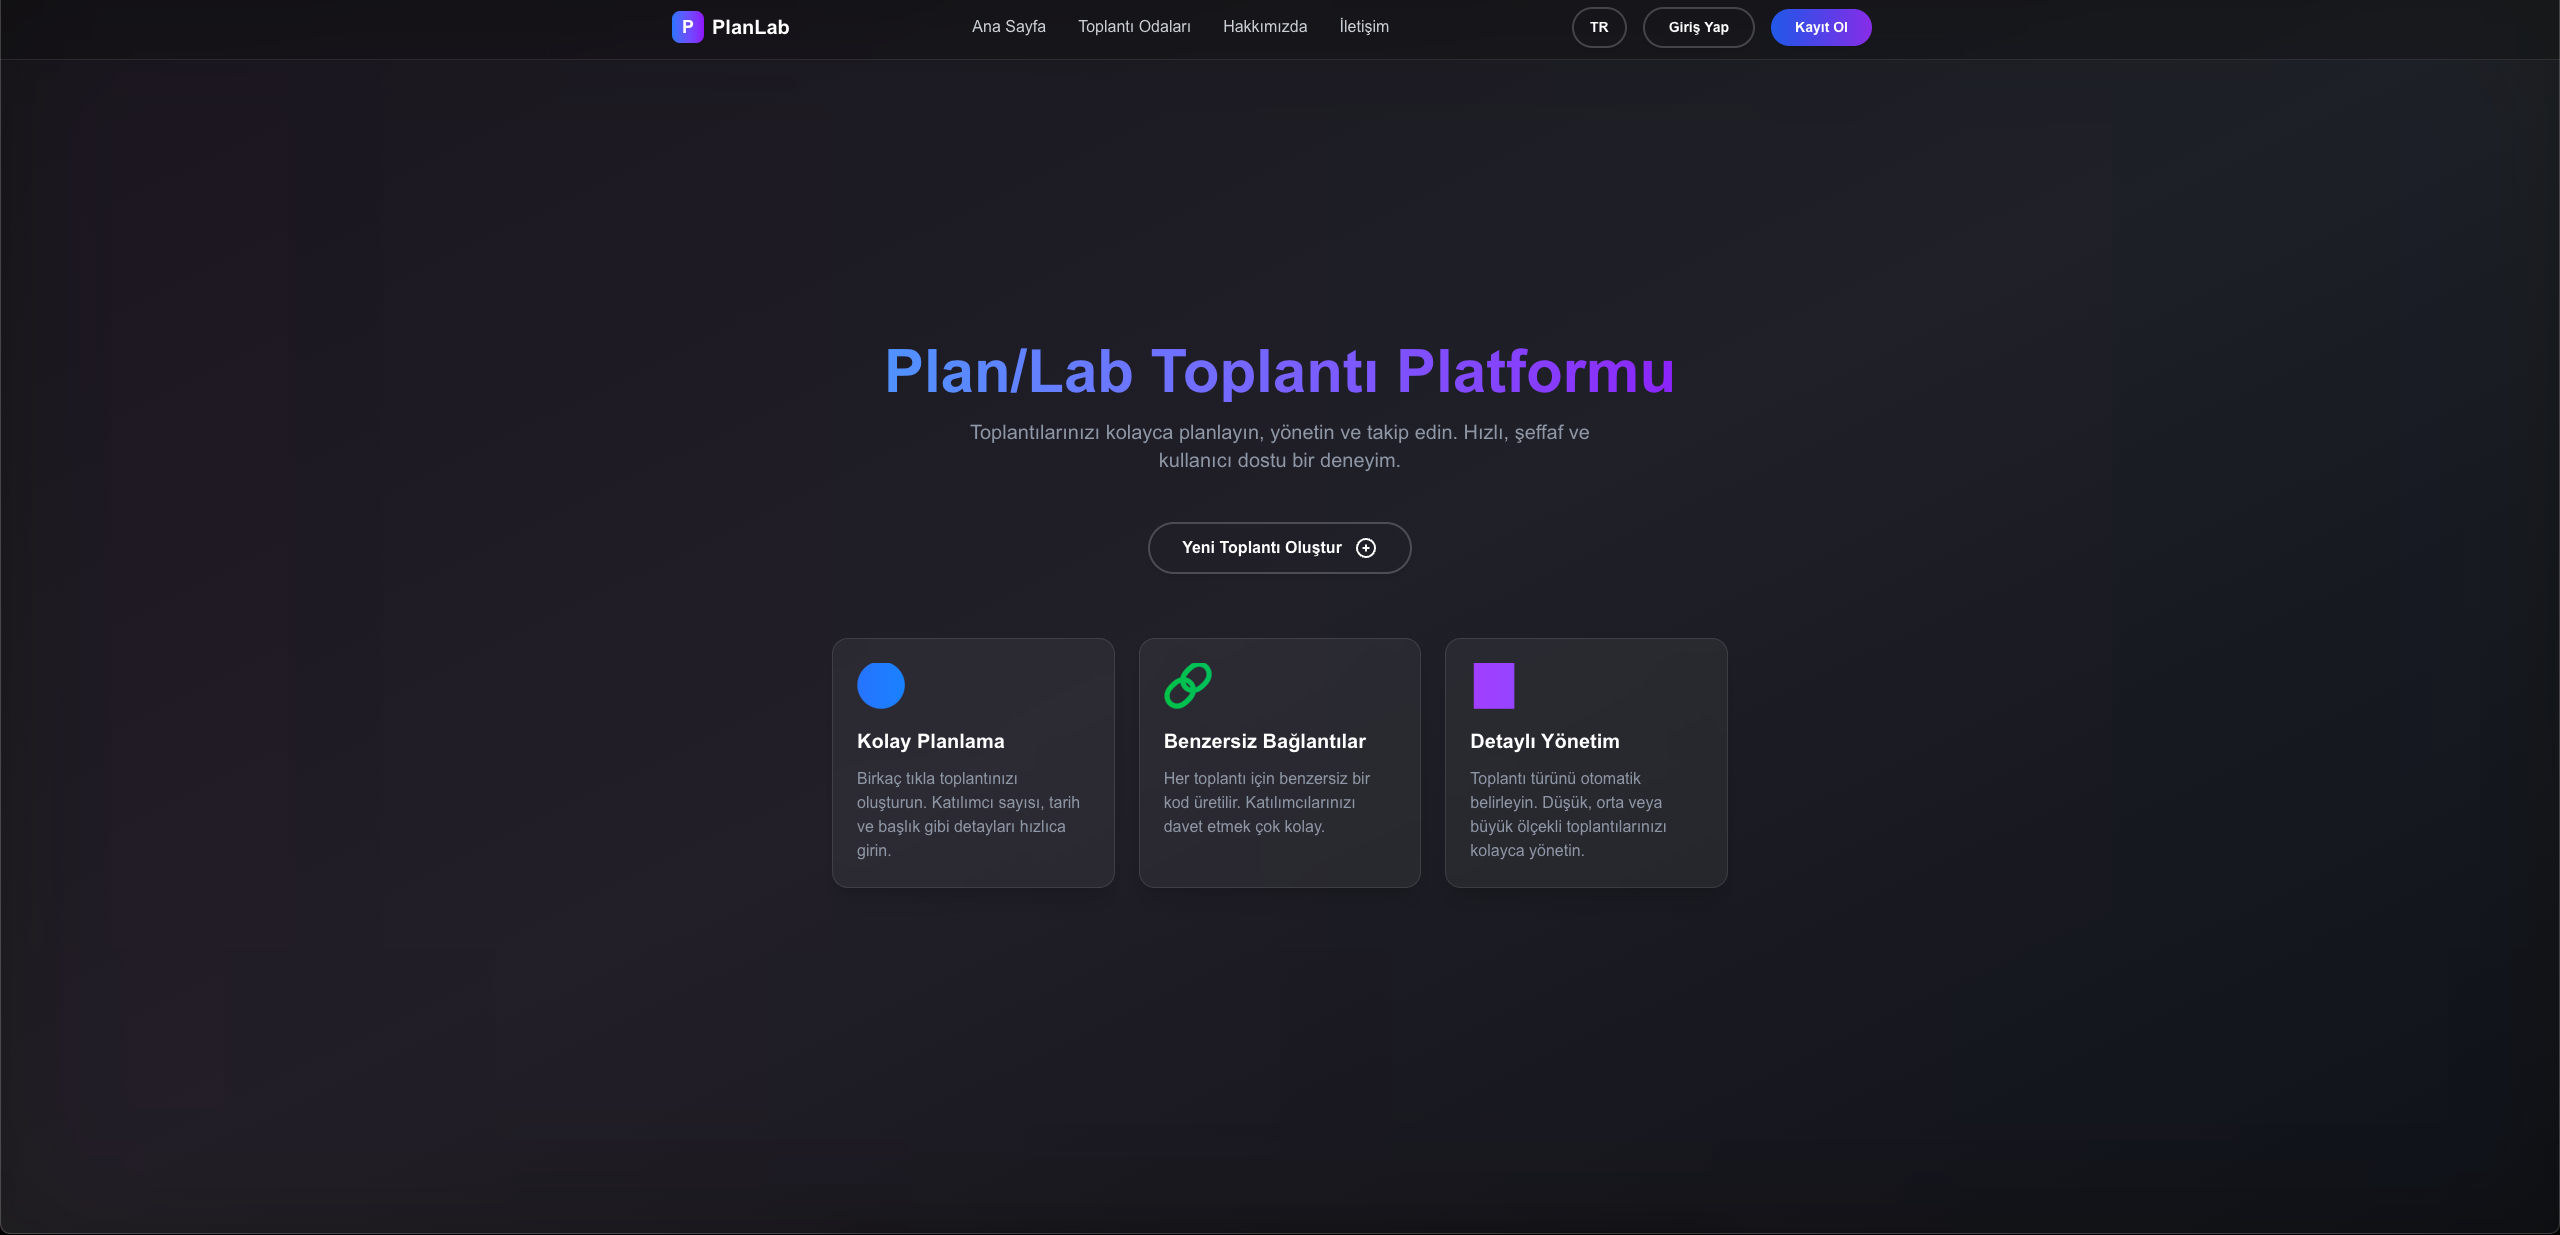 P PlanLab
Ana Sayfa Toplantı Odaları Hakkımızda İletişim
TR Giriş Yap Kayıt Ol
Plan/Lab Toplantı Platformu
Toplantılarınızı kolayca planlayın, yönetin ve takip edin. Hızlı, şeffaf ve
kullanıcı dostu bir deneyim.
Yeni Toplantı Oluştur
Kolay Planlama
Birkaç tıkla toplantınızı
oluşturun. Katılımcı sayısı, tarih
ve başlık gibi detayları hızlıca
girin.
Benzersiz Bağlantılar
Her toplantı için benzersiz bir
kod üretilir. Katılımcılarınızı
davet etmek çok kolay.
Detaylı Yönetim
Toplantı türünü otomatik
belirleyin. Düşük, orta veya
büyük ölçekli toplantılarınızı
kolayca yönetin.